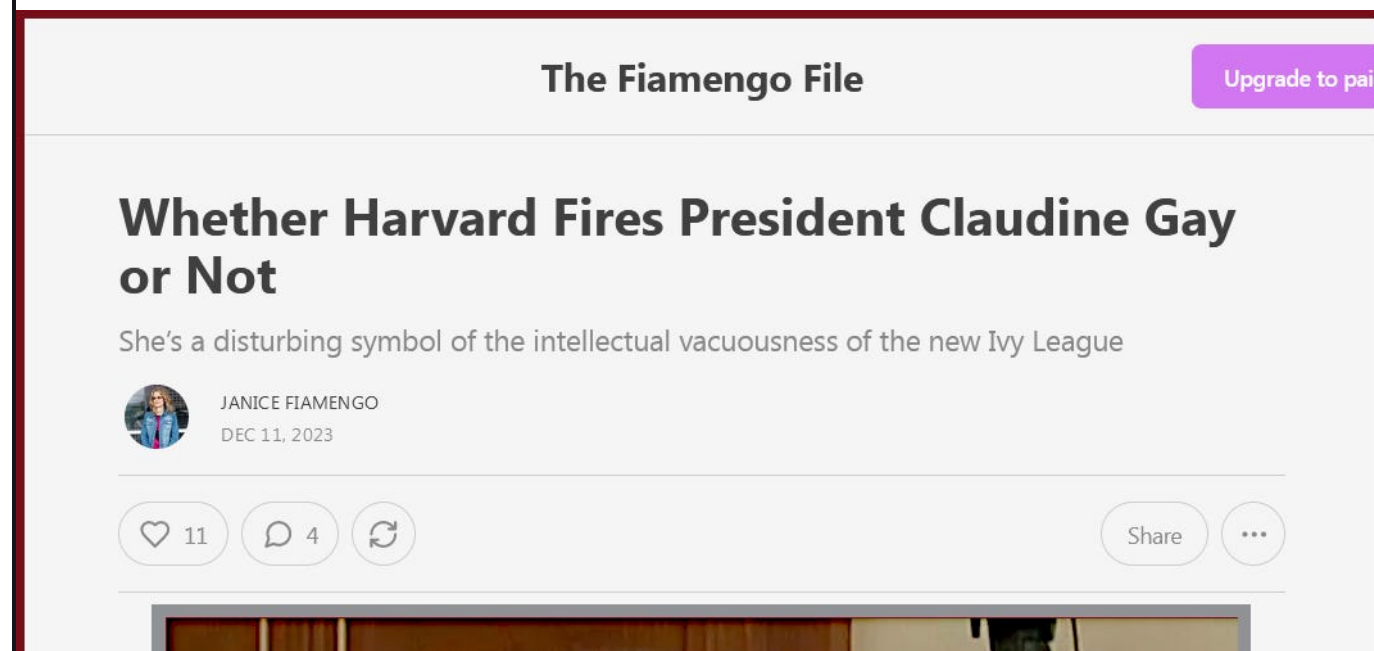 The Fiamengo File
Upgrade to pai
Whether Harvard Fires President Claudine Gay
or Not
She's a disturbing symbol of the intellectual vacuousness of the new Ivy League
JANICE FIAMENGO
DEC 11, 2023
11
4
Share